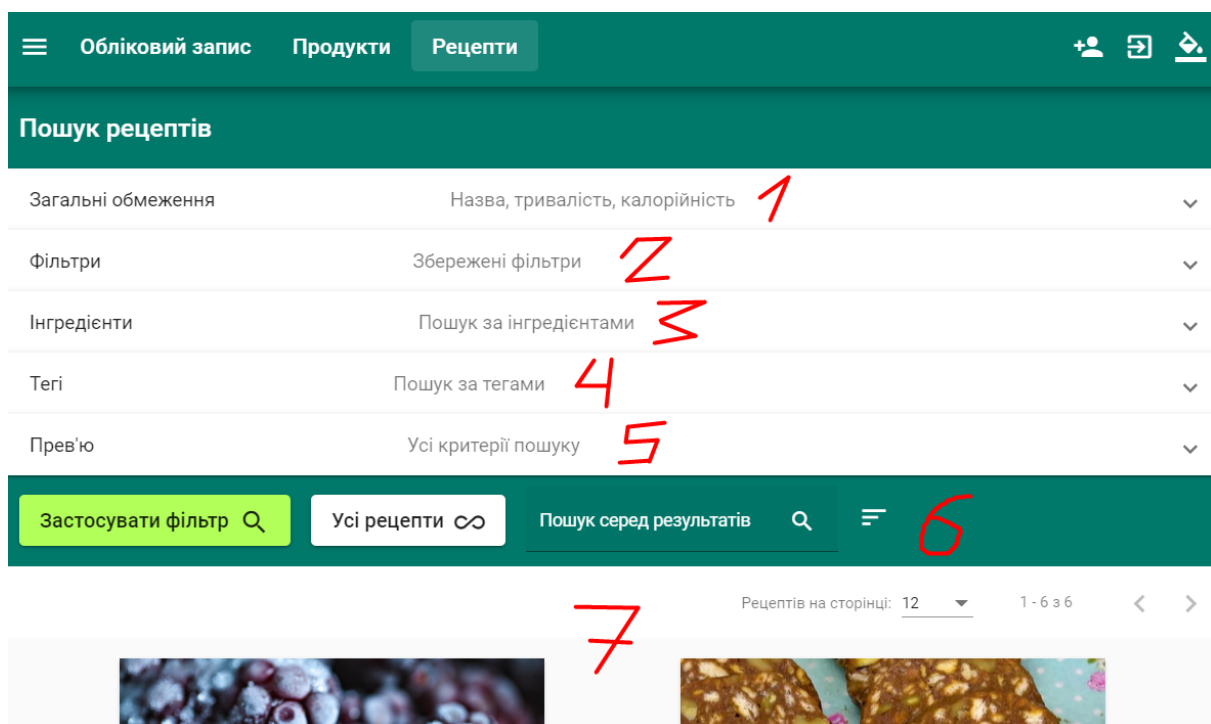 Обліковий запис Продукти Рецепти
Пошук рецептів
Загальні обмеження Назва, тривалість, калорійність 1
Фільтри Збережені фільтри 2
Інгредієнти Пошук за інгредієнтами 3
Тегі Пошук за тегами 4
Прев'ю Усі критерії пошуку 5
Застосувати фільтр Усі рецепти Пошук серед результатів 6
Рецептів на сторінці: 12 1 - 6 з 6
7